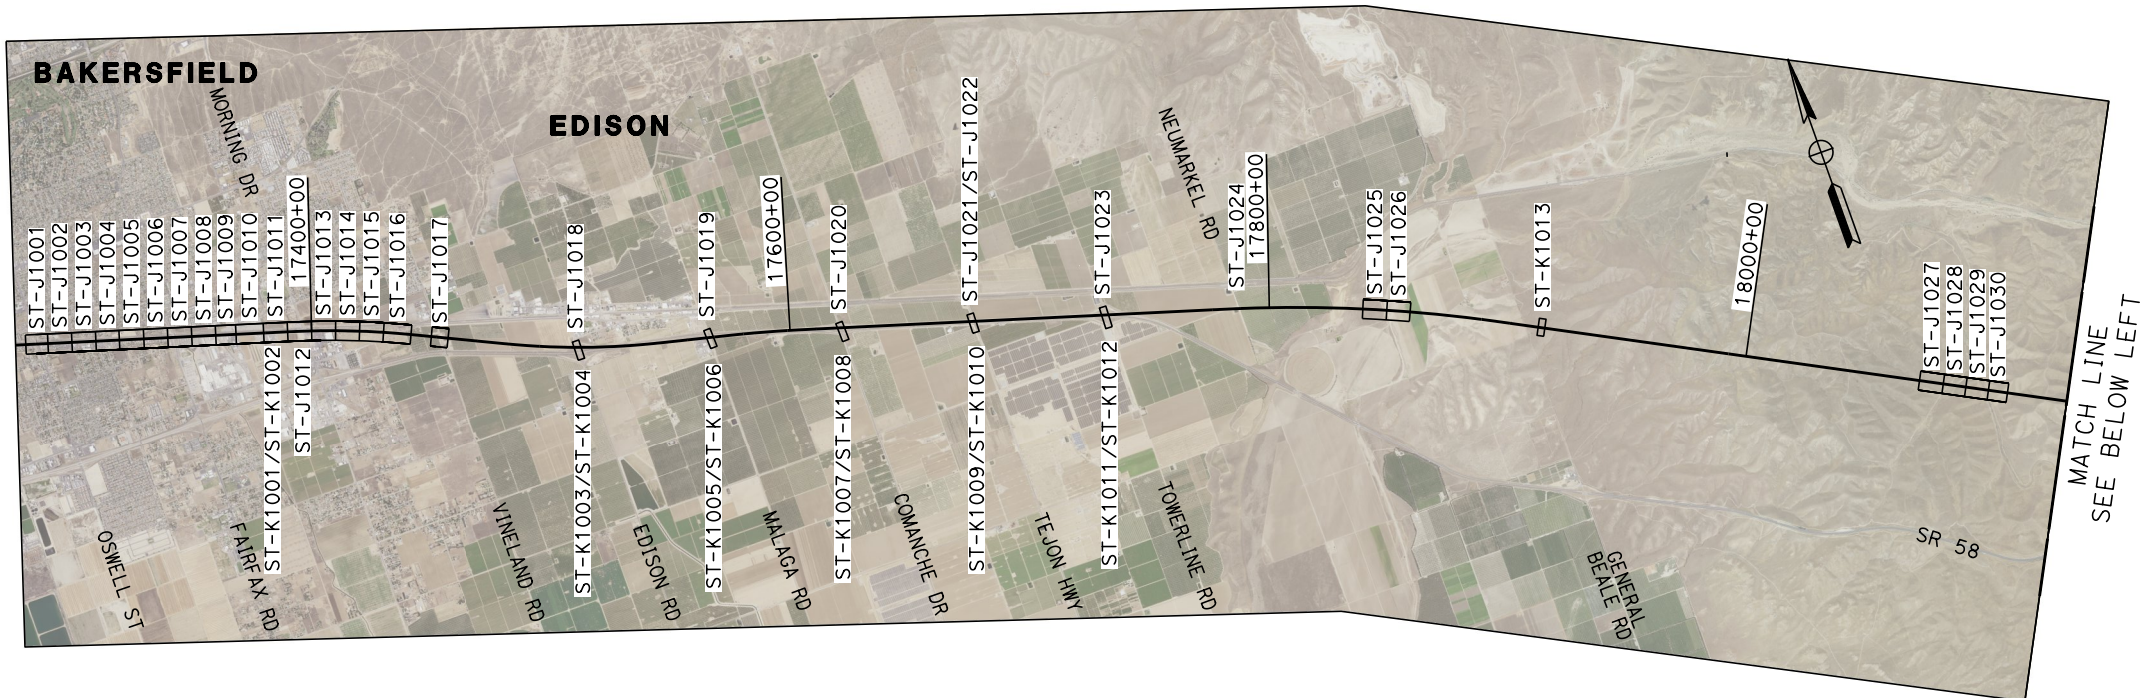 BAKERSFIELD
EDISON
MORNING DR
NEUMARKEL RD
ST-J1001
ST-J1002
ST-J1003
ST-J1004
ST-J1005
ST-J1006
ST-J1007
ST-J1008
ST-J1009
ST-J1010
ST-J1011
17400+00
ST-J1013
ST-J1014
ST-J1015
ST-J1016
ST-J1017
ST-J1018
ST-J1019
17600+00
ST-J1020
ST-J1021/ST-J1022
ST-J1023
ST-J1024
17800+00
ST-J1025
ST-J1026
ST-K1013
18000+00
ST-J1027
ST-J1028
ST-J1029
ST-J1030
MATCH LINE
SEE BELOW LEFT
ST-K1001/ST-K1002
ST-J1012
ST-K1003/ST-K1004
ST-K1005/ST-K1006
ST-K1007/ST-K1008
ST-K1009/ST-K1010
ST-K1011/ST-K1012
OSWELL ST
FAIRFAX RD
VINELAND RD
EDISON RD
MALAGA RD
COMANCHE DR
TEJON HWY
TOWERLINE RD
GENERAL
BEALE RD
SR 58